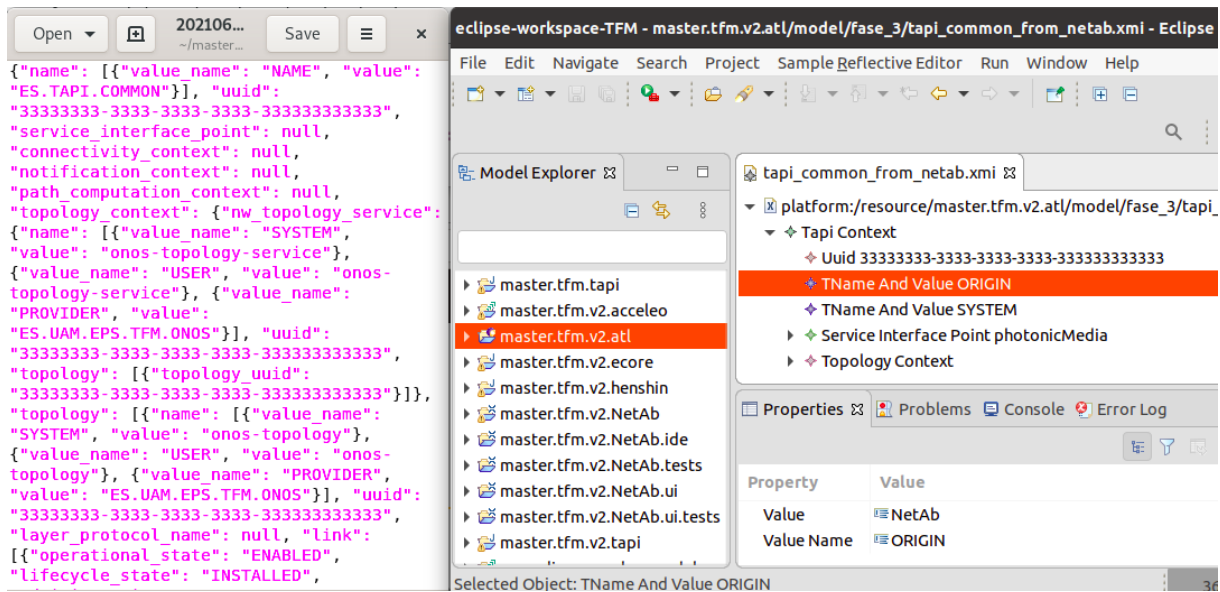 Open
202106...
~/master...
Save
{"name": [{"value_name": "NAME", "value":
"ES.TAPI.COMMON"}], "uuid":
"33333333-3333-3333-3333-333333333333",
"service_interface_point": null,
"connectivity_context": null,
"notification_context": null,
"path_computation_context": null,
"topology_context": {"nw_topology_service":
{"name": [{"value_name": "SYSTEM",
"value": "onos-topology-service"},
{"value_name": "USER", "value": "onos-
topology-service"}, {"value_name":
"PROVIDER", "value":
"ES.UAM.EPS.TFM.ONOS"}], "uuid":
"33333333-3333-3333-3333-333333333333",
"topology": [{"topology_uuid":
"33333333-3333-3333-3333-333333333333"}]},
"topology": [{"name": [{"value_name":
"SYSTEM", "value": "onos-topology"},
{"value_name": "USER", "value": "onos-
topology"}, {"value_name": "PROVIDER",
"value": "ES.UAM.EPS.TFM.ONOS"}], "uuid":
"33333333-3333-3333-3333-333333333333",
"layer_protocol_name": null, "link":
[{"operational_state": "ENABLED",
"lifecycle_state": "INSTALLED",
eclipse-workspace-TFM - master.tfm.v2.atl/model/fase_3/tapi_common_from_netab.xmi - Eclipse
File Edit Navigate Search Project Sample Reflective Editor Run Window Help
Model Explorer
master.tfm.tapi
master.tfm.v2.acceleo
master.tfm.v2.atl
master.tfm.v2.ecore
master.tfm.v2.henshin
master.tfm.v2.NetAb
master.tfm.v2.NetAb.ide
master.tfm.v2.NetAb.tests
master.tfm.v2.NetAb.ui
master.tfm.v2.NetAb.ui.tests
master.tfm.v2.tapi
tapi_common_from_netab.xmi
platform:/resource/master.tfm.v2.atl/model/fase_3/tapi_
Tapi Context
Uuid 33333333-3333-3333-3333-333333333333
TName And Value ORIGIN
TName And Value SYSTEM
Service Interface Point photonicMedia
Topology Context
Properties Problems Console Error Log
Property Value
Value NetAb
Value Name ORIGIN
Selected Object: TName And Value ORIGIN